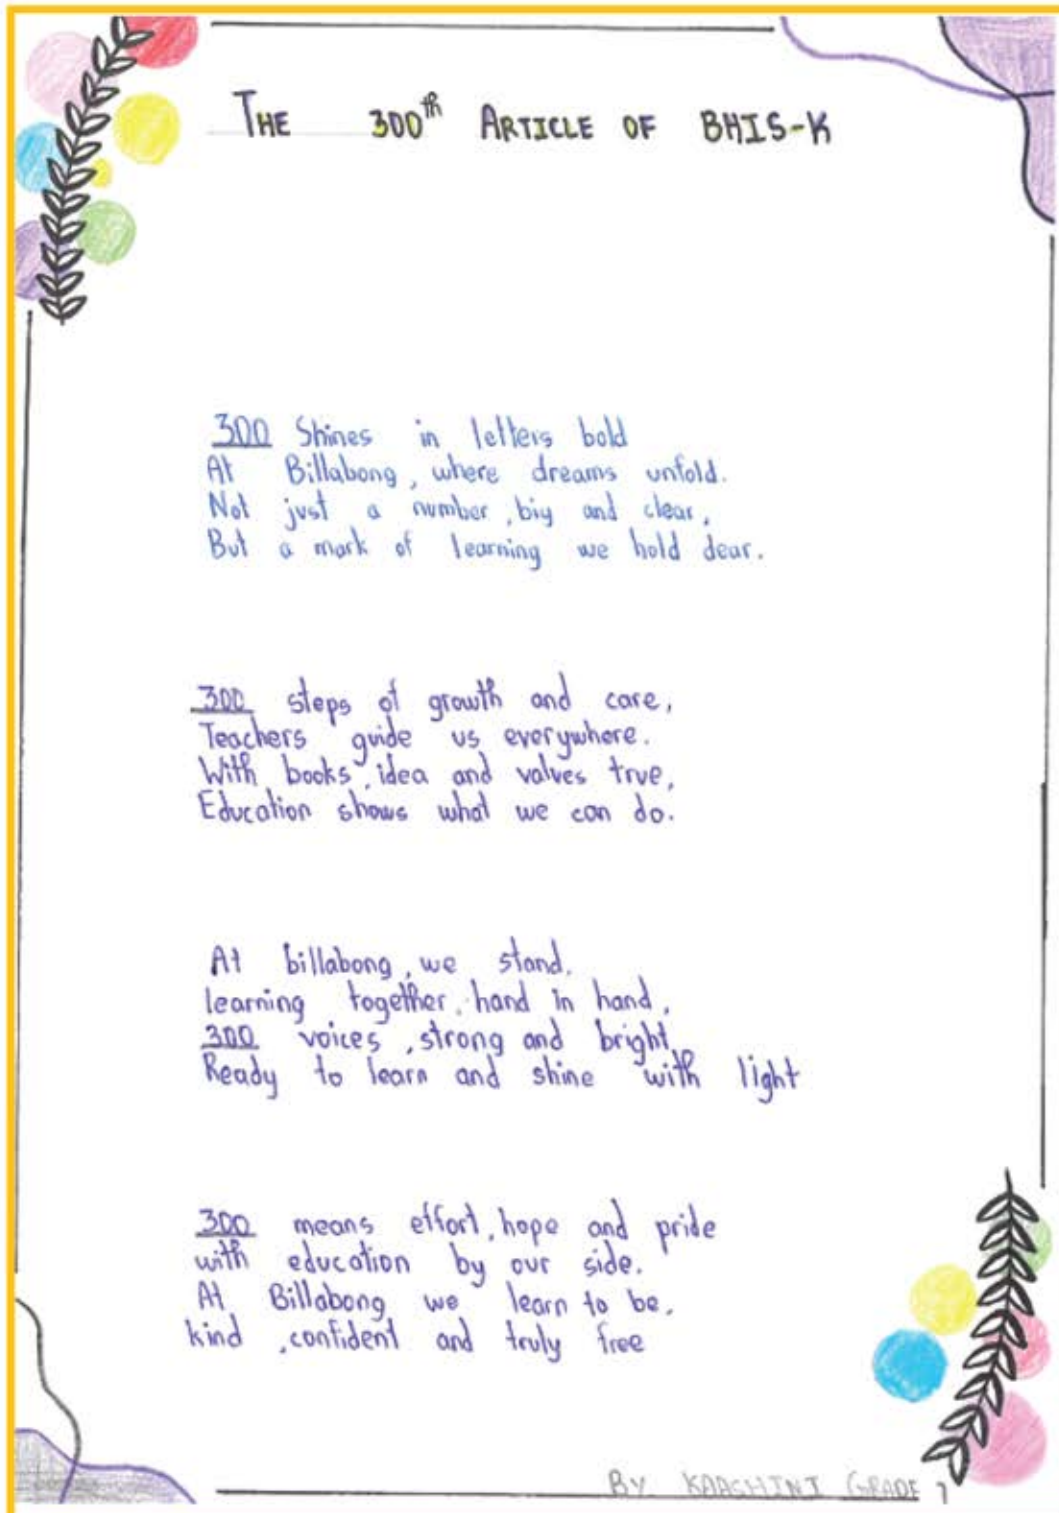 THE 300th ARTICLE OF BHIS-K
300 Shines in letters bold
At Billabong, where dreams unfold.
Not just a number, big and clear,
But a mark of learning we hold dear.
300 steps of growth and care,
Teachers guide us everywhere.
With books, idea and values true,
Education shows what we can do.
At billabong, we stand,
learning together, hand in hand,
300 voices, strong and bright,
Ready to learn and shine with light
300 means effort, hope and pride
with education by our side.
At Billabong we learn to be,
kind, confident and truly free
BY KAASHINI GRADE 7